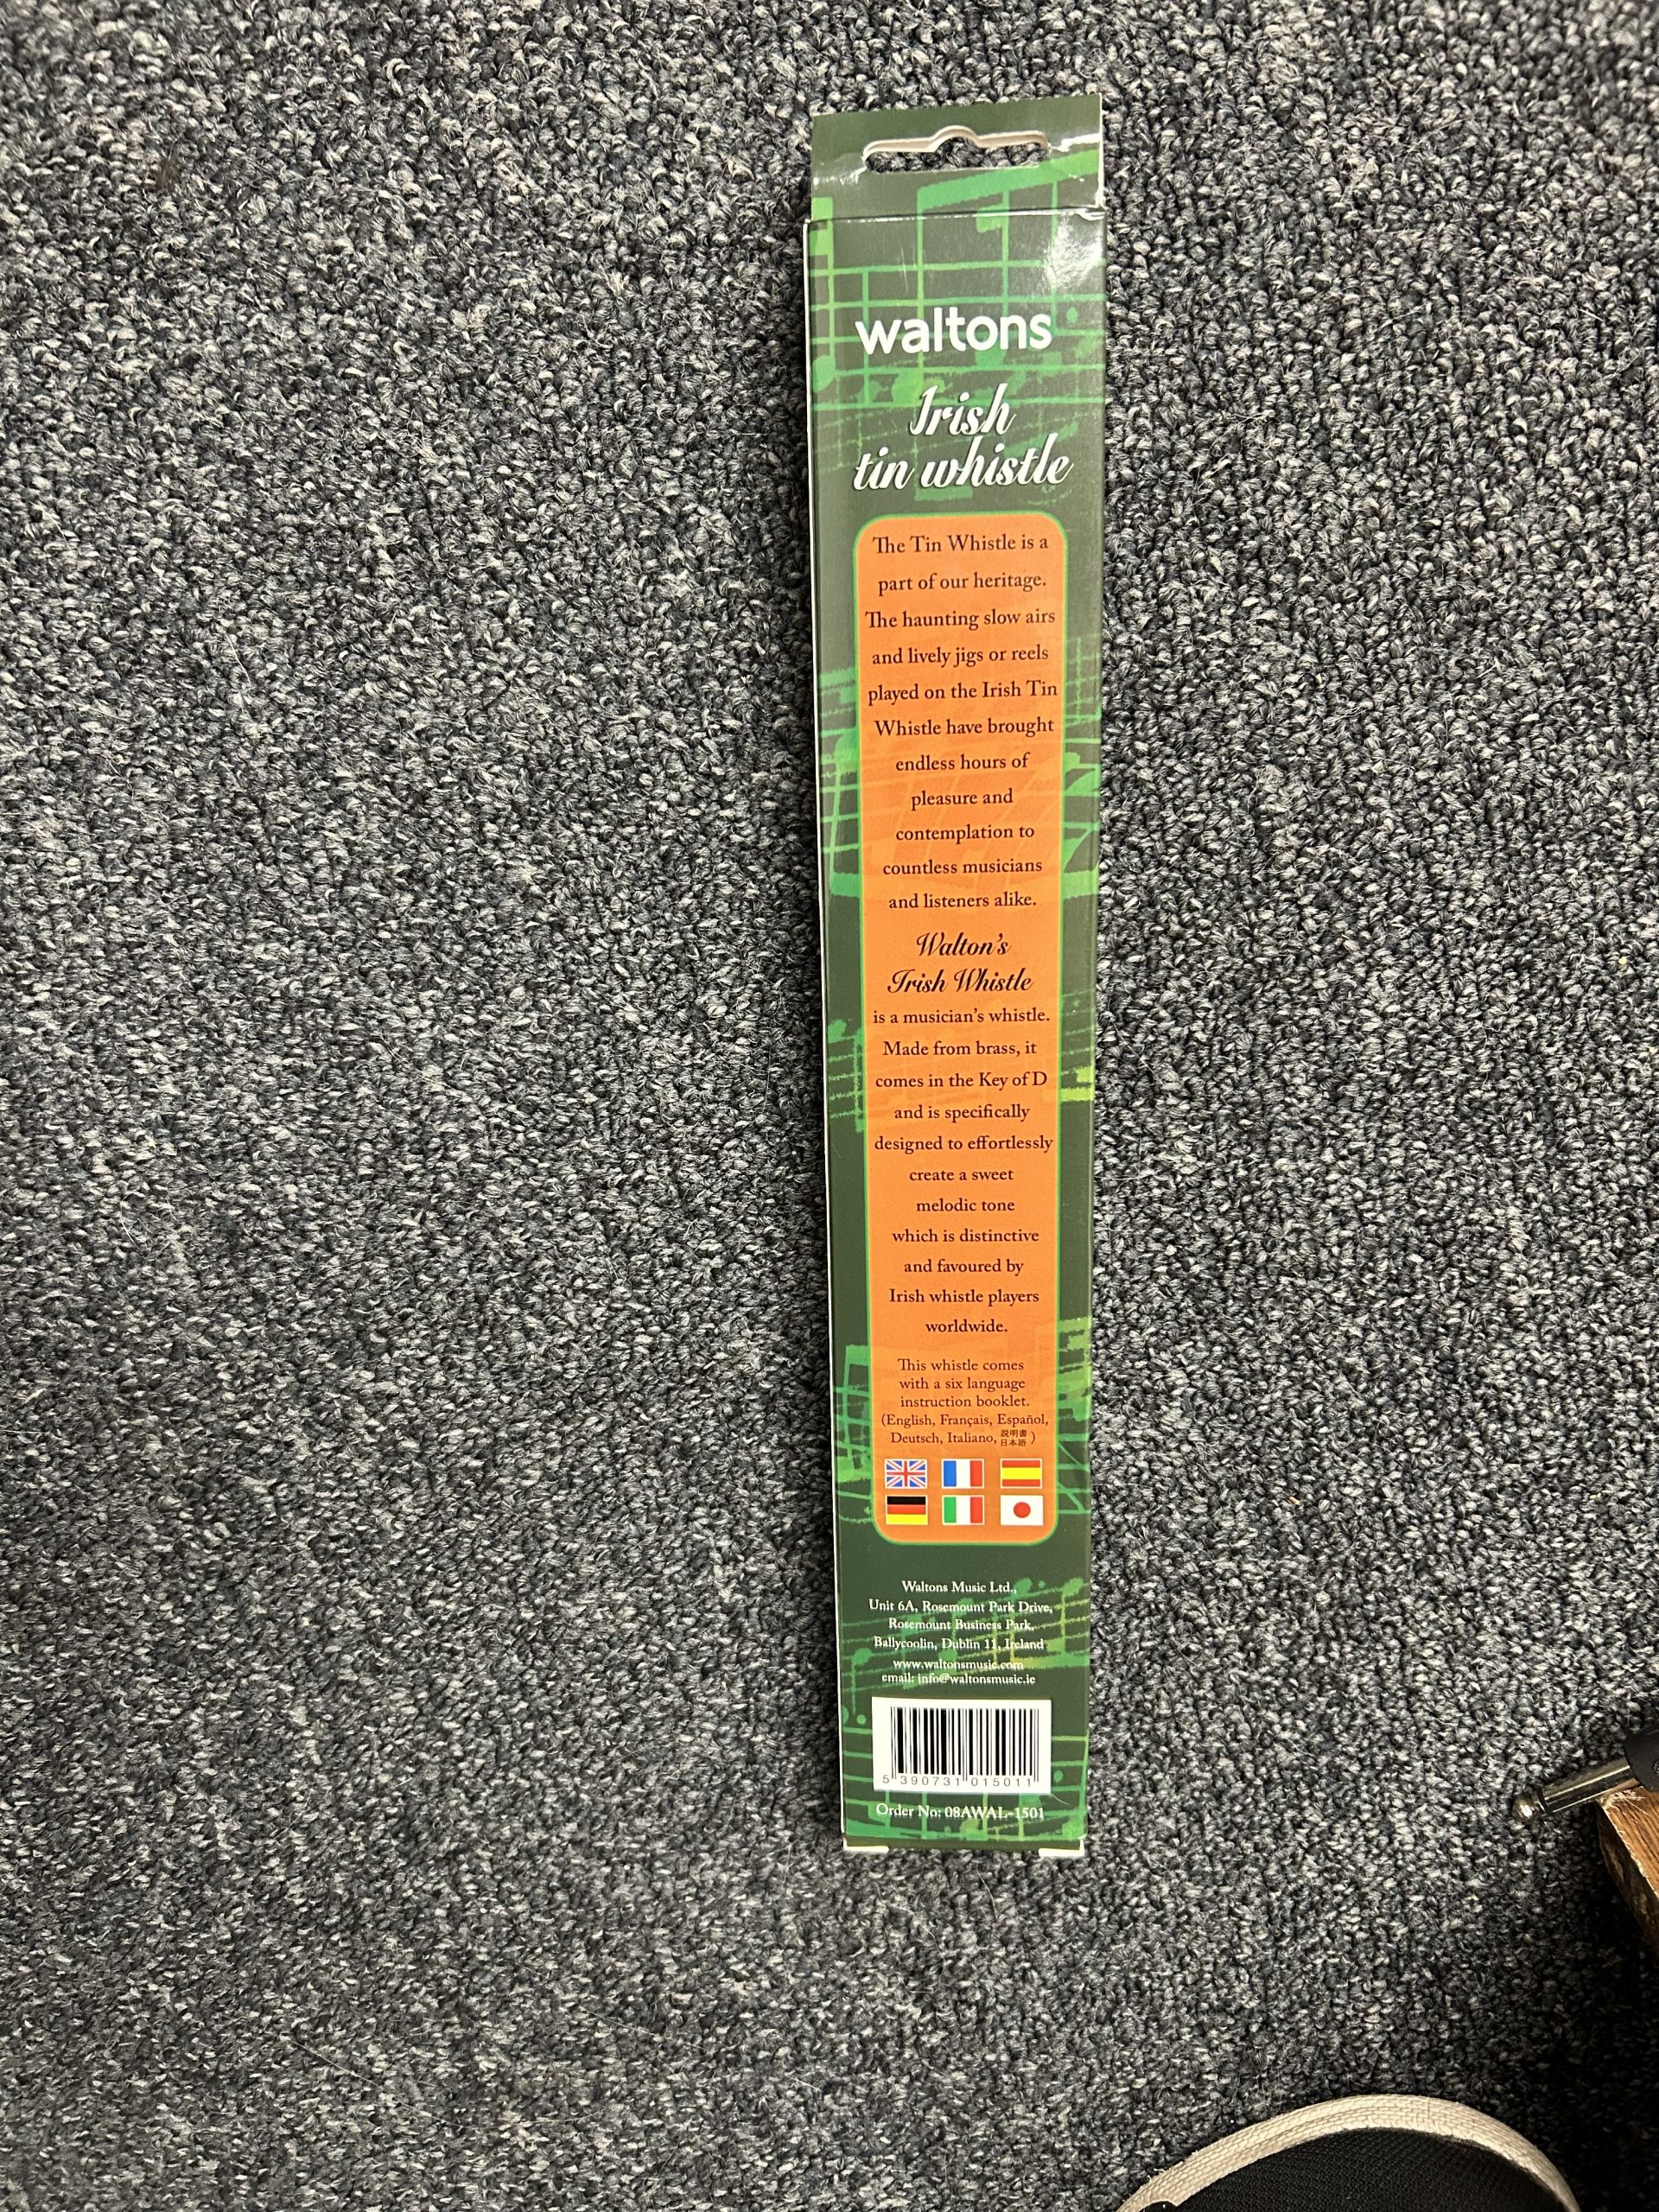 waltons
Irish
tin whistle
The Tin Whistle is a
part of our heritage.
The haunting slow airs
and lively jigs or reels
played on the Irish Tin
Whistle have brought
endless hours of
pleasure and
contemplation to
countless musicians
and listeners alike.
Walton's
Irish Whistle
is a musician's whistle.
Made from brass, it
comes in the Key of D
and is specifically
designed to effortlessly
create a sweet
melodic tone
which is distinctive
and favoured by
Irish whistle players
worldwide.
This whistle comes
with a six language
instruction booklet.
(English, Français, Español,
Deutsch, Italiano, 説明書 日本語 )
Waltons Music Ltd.,
Unit 6A, Rosemount Park Drive,
Rosemount Business Park,
Ballycoolin, Dublin 11, Ireland
www.waltonsmusic.com
email: info@waltonsmusic.ie
5 390731 015011
Order No: 08AWAL-1501